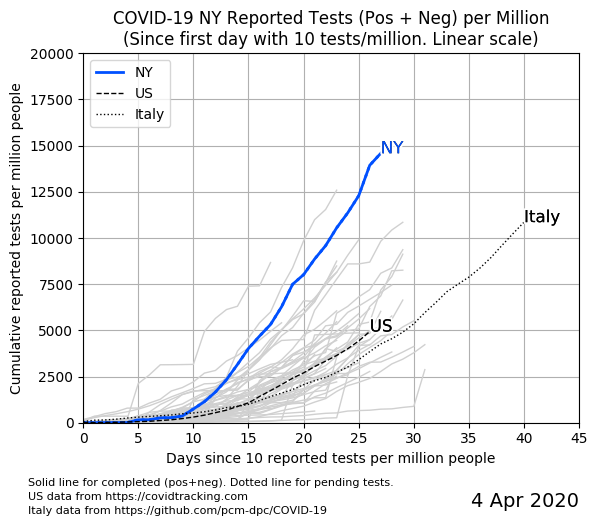 COVID-19 NY Reported Tests (Pos + Neg) per Million
(Since first day with 10 tests/million. Linear scale)
Cumulative reported tests per million people
20000
17500
15000
12500
10000
7500
5000
2500
0
NY
US
Italy
NY
Italy
US
0 5 10 15 20 25 30 35 40 45
Days since 10 reported tests per million people
Solid line for completed (pos+neg). Dotted line for pending tests.
US data from https://covidtracking.com
Italy data from https://github.com/pcm-dpc/COVID-19
4 Apr 2020